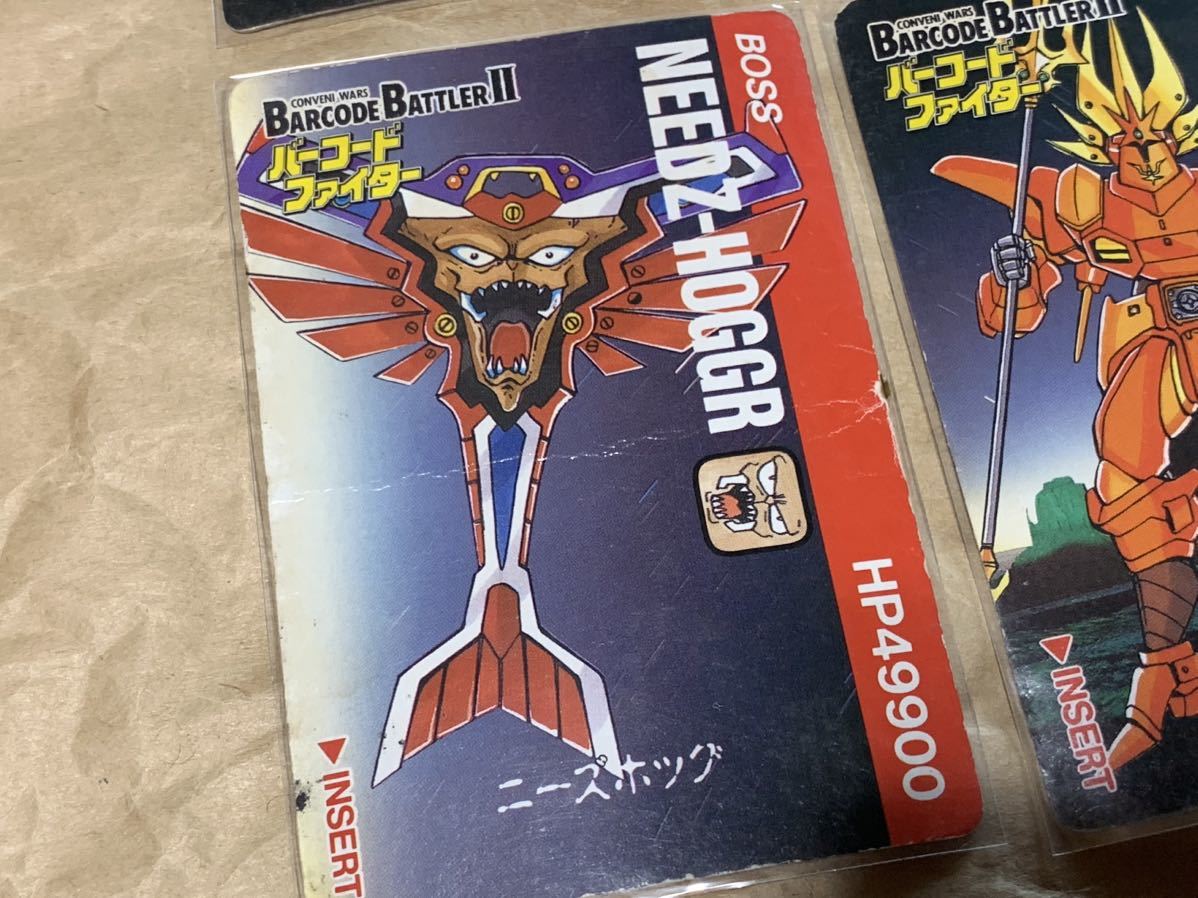 CONVENI WARS
BARCODE BATTLER II
バーコード
ファイター
BOSS
NEEDZ-HOGGR
HP49900
ニーズホッグ
INSERT
CONVENI WARS
BARCODE BATTLER II
バーコード
ファイター
INSERT